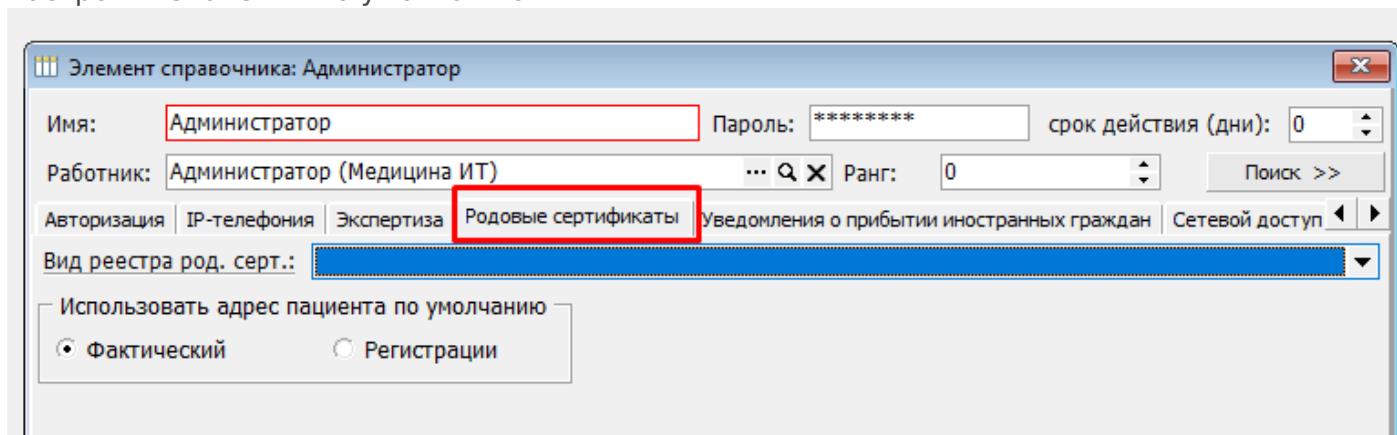 Элемент справочника: Администратор
Имя: Администратор Пароль: ******** срок действия (дни): 0
Работник: Администратор (Медицина ИТ) ... Ранг: 0 Поиск >>
Авторизация IP-телефония Экспертиза Родовые сертификаты Уведомления о прибытии иностранных граждан Сетевой доступ
Вид реестра род. серт.:
Использовать адрес пациента по умолчанию
Фактический Регистрации